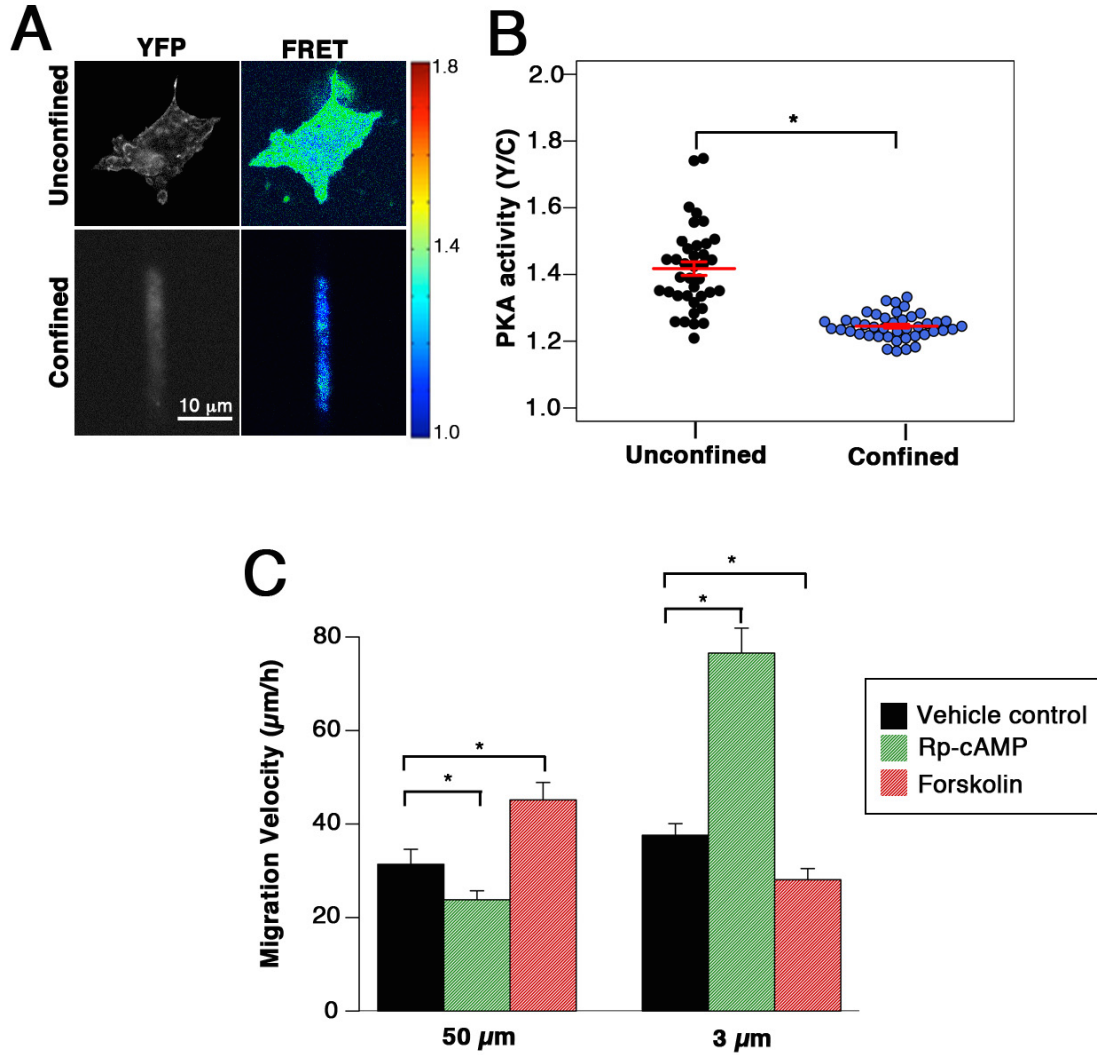 A
YFP
FRET
Unconfined
Confined
10 µm
1.8
1.4
1.0
B
PKA activity (Y/C)
2.0
1.8
1.6
1.4
1.2
1.0
*
Unconfined
Confined
C
Migration Velocity (µm/h)
80
60
40
20
0
*
*
*
*
50 µm
3 µm
Vehicle control
Rp-cAMP
Forskolin